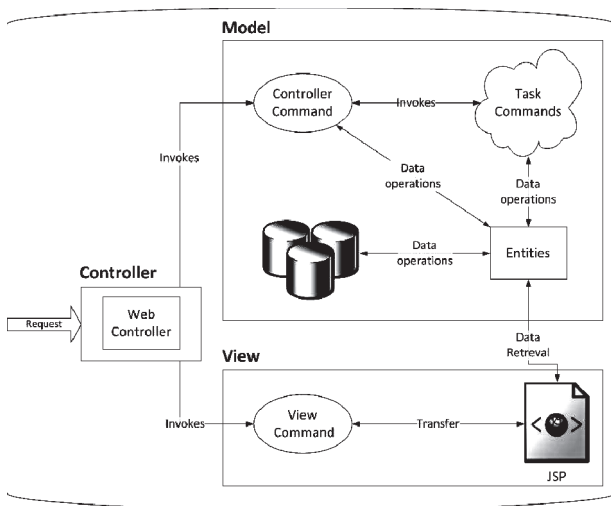 Model
Controller
Command
Invokes
Task
Commands
Invokes
Data
operations
Data
operations
Data
operations
Entities
Controller
Web
Controller
Request
Data
Retreval
View
Invokes
View
Command
Transfer
JSP